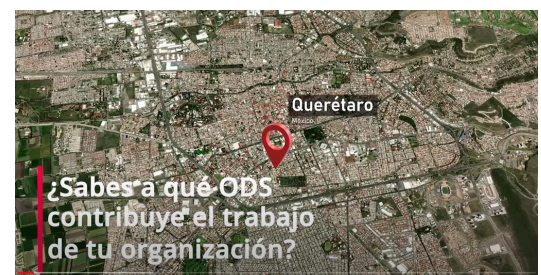 Querétaro
México
¿Sabes a qué ODS
contribuye el trabajo
de tu organización?